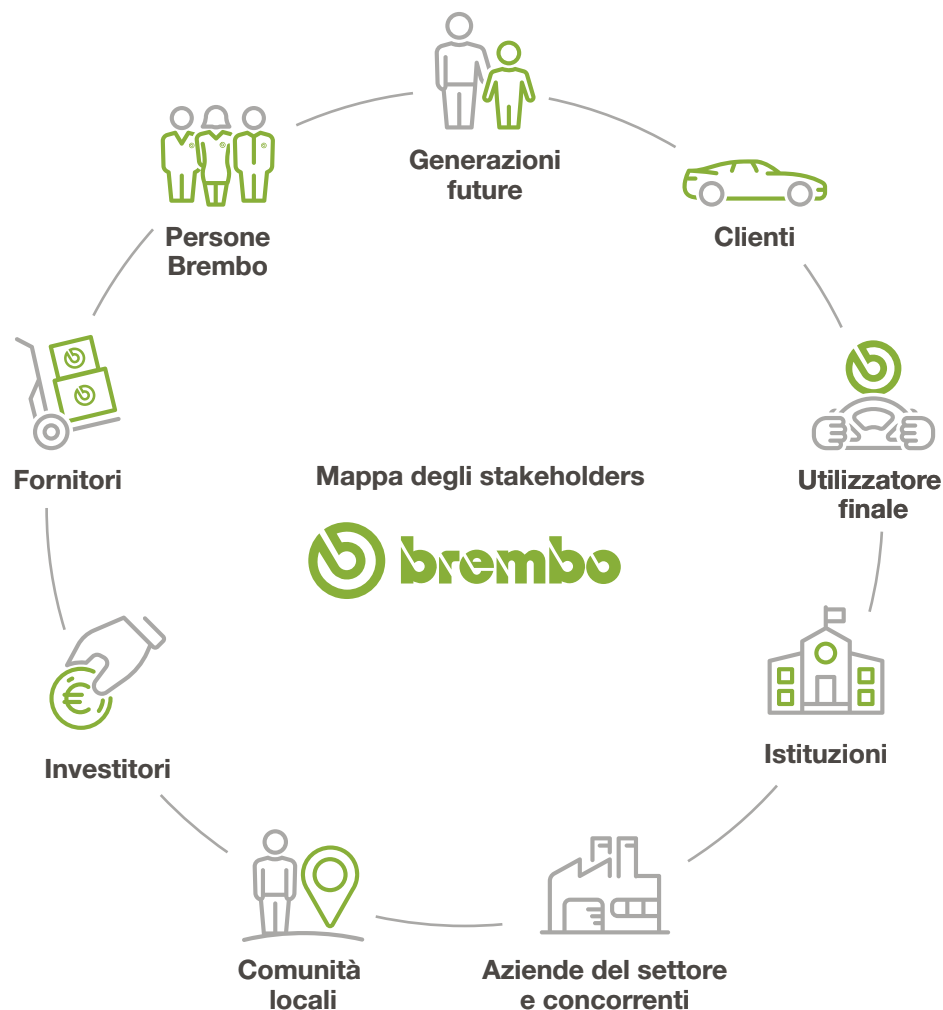 Generazioni
future
Clienti
Persone
Brembo
Fornitori
Mappa degli stakeholders
brembo
Utilizzatore
finale
€
Investitori
Istituzioni
Comunità
locali
Aziende del settore
e concorrenti